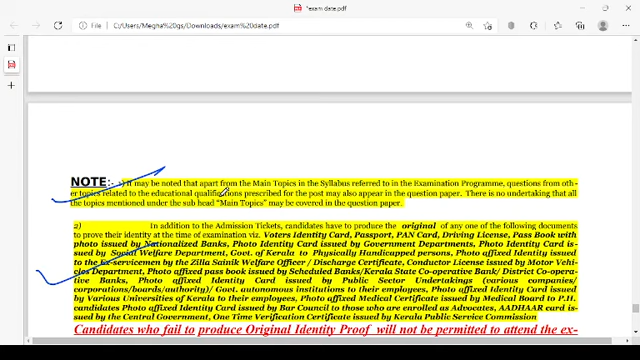 *exam date.pdf
File | C:/Users/Megha%20gs/Downloads/exam%20date.pdf
NOTE:- 1) It may be noted that apart from the Main Topics in the Syllabus referred to in the Examination Programme, questions from oth-
er topics related to the educational qualifications prescribed for the post may also appear in the question paper. There is no undertaking that all
the topics mentioned under the sub head “Main Topics” may be covered in the question paper.
2) In addition to the Admission Tickets, candidates have to produce the original of any one of the following documents
to prove their identity at the time of examination viz. Voters Identity Card, Passport, PAN Card, Driving License, Pass Book with
photo issued by Nationalized Banks, Photo Identity Card issued by Government Departments, Photo Identity Card is-
sued by Social Welfare Department, Govt. of Kerala to Physically Handicapped persons, Photo affixed Identity issued
to the Ex-servicemen by the Zilla Sainik Welfare Officer / Discharge Certificate, Conductor License issued by Motor Vehi-
cles Department, Photo affixed pass book issued by Scheduled Banks/Kerala State Co-operative Bank/ District Co-opera-
tive Banks, Photo affixed Identity Card issued by Public Sector Undertakings (various companies/
corporations/boards/authority)/ Govt. autonomous institutions to their employees, Photo affixed Identity Card issued
by Various Universities of Kerala to their employees, Photo affixed Medical Certificate issued by Medical Board to P.H.
candidates Photo affixed Identity Card issued by Bar Council to those who are enrolled as Advocates, AADHAAR card is-
sued by the Central Government, One Time Verification Certificate issued by Kerala Public Service Commission
Candidates who fail to produce Original Identity Proof will not be permitted to attend the ex-